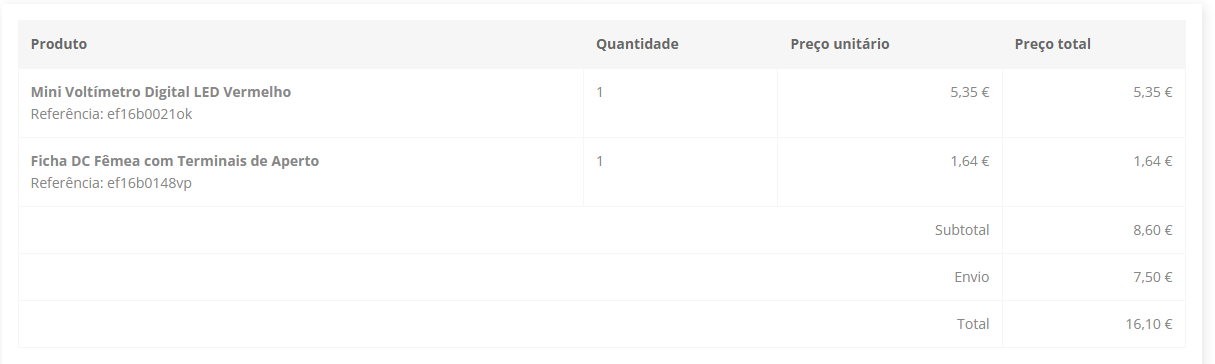 Produto Quantidade Preço unitário Preço total
Mini Voltímetro Digital LED Vermelho 1 5,35 € 5,35 €
Referência: ef16b0021ok
Ficha DC Fêmea com Terminais de Aperto 1 1,64 € 1,64 €
Referência: ef16b0148vp
Subtotal 8,60 €
Envio 7,50 €
Total 16,10 €